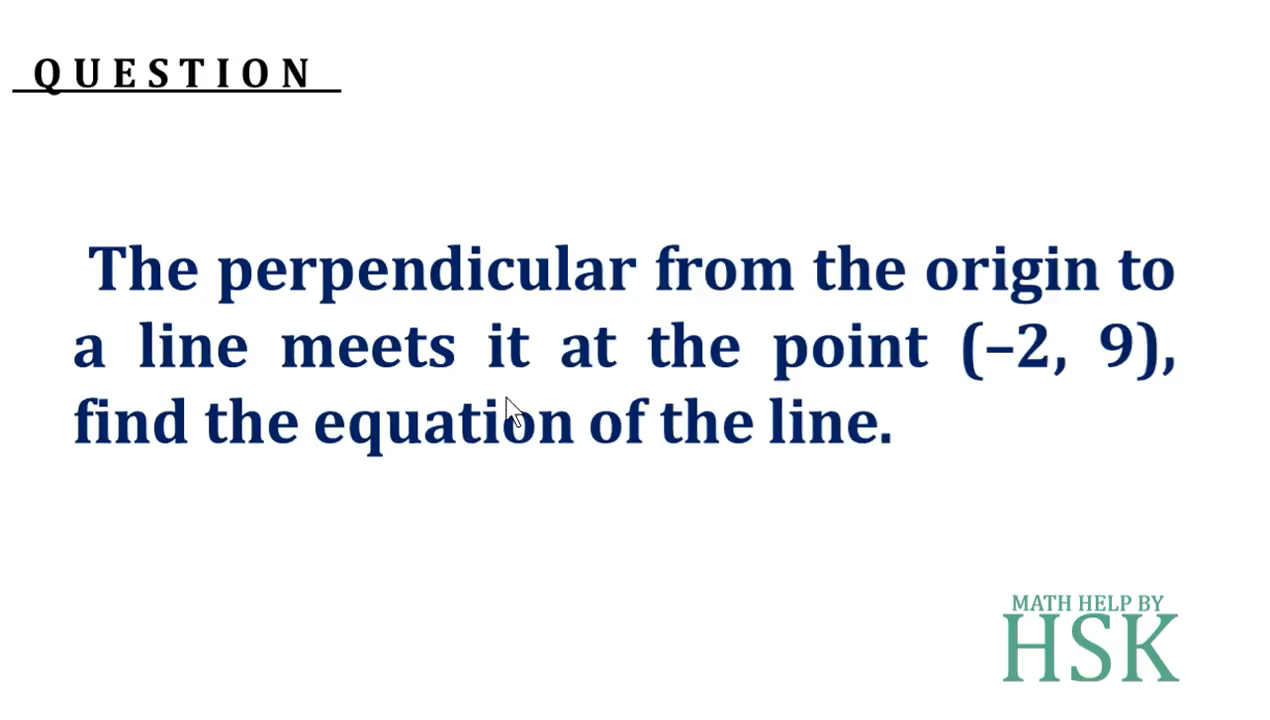 QUESTION
The perpendicular from the origin to
a line meets it at the point (–2, 9),
find the equation of the line.
MATH HELP BY
HSK